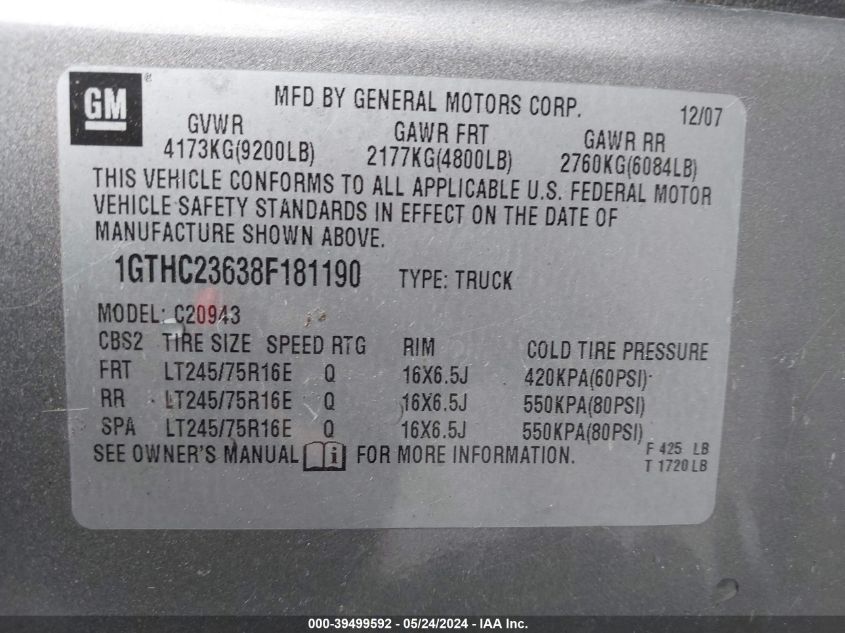 GM ®
MFD BY GENERAL MOTORS CORP. 12/07
GVWR GAWR FRT GAWR RR
4173KG(9200LB) 2177KG(4800LB) 2760KG(6084LB)
THIS VEHICLE CONFORMS TO ALL APPLICABLE U.S. FEDERAL MOTOR
VEHICLE SAFETY STANDARDS IN EFFECT ON THE DATE OF
MANUFACTURE SHOWN ABOVE.
1GTHC23638F181190 TYPE: TRUCK
MODEL: C20943
CBS2 TIRE SIZE SPEED RTG RIM COLD TIRE PRESSURE
FRT LT245/75R16E Q 16X6.5J 420KPA(60PSI)
RR LT245/75R16E Q 16X6.5J 550KPA(80PSI)
SPA LT245/75R16E Q 16X6.5J 550KPA(80PSI)
SEE OWNER'S MANUAL i FOR MORE INFORMATION.
F 425 LB
T 1720 LB
000-39499592 - 05/24/2024 - IAA Inc.